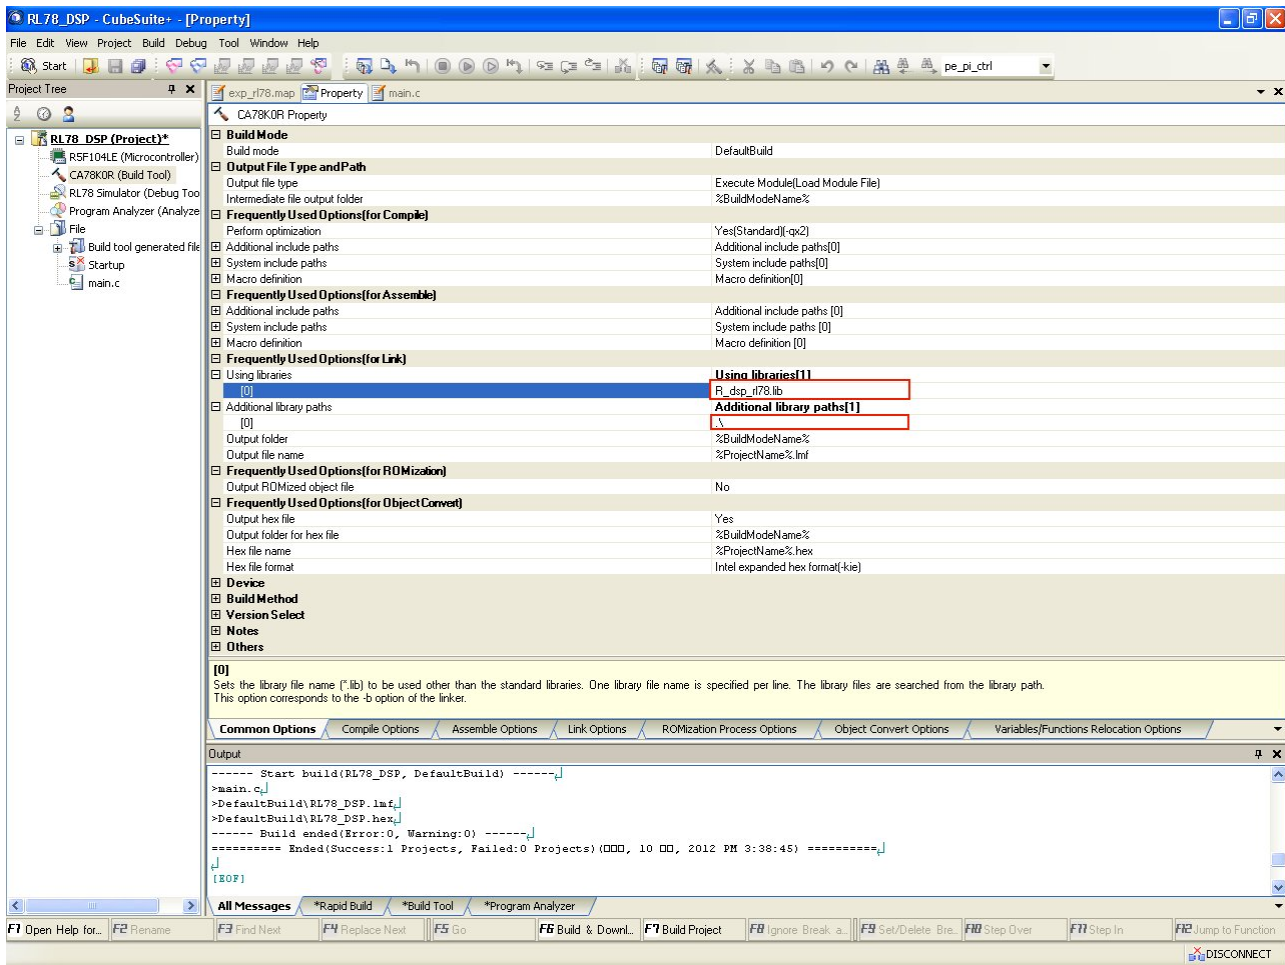 RL78_DSP - CubeSuite+ - [Property]
File Edit View Project Build Debug Tool Window Help
Start pe_pi_ctrl
Project Tree
RL78_DSP (Project)*
R5F104LE (Microcontroller)
CA78K0R (Build Tool)
RL78 Simulator (Debug Too
Program Analyzer (Analyze
File
Build tool generated file
Startup
main.c
exp_rl78.map Property main.c
CA78K0R Property
Build Mode
Build mode DefaultBuild
Output File Type and Path
Output file type Execute Module(Load Module File)
Intermediate file output folder %BuildModeName%
Frequently Used Options(for Compile)
Perform optimization Yes(Standard)(-qx2)
Additional include paths Additional include paths[0]
System include paths System include paths[0]
Macro definition Macro definition[0]
Frequently Used Options(for Assemble)
Additional include paths Additional include paths [0]
System include paths System include paths [0]
Macro definition Macro definition [0]
Frequently Used Options(for Link)
Using libraries Using libraries[1]
[0] R_dsp_rl78.lib
Additional library paths Additional library paths[1]
[0] .\
Output folder %BuildModeName%
Output file name %ProjectName%.lmf
Frequently Used Options(for ROMization)
Output ROMized object file No
Frequently Used Options(for Object Convert)
Output hex file Yes
Output folder for hex file %BuildModeName%
Hex file name %ProjectName%.hex
Hex file format Intel expanded hex format(-kie)
Device
Build Method
Version Select
Notes
Others
[0]
Sets the library file name (*.lib) to be used other than the standard libraries. One library file name is specified per line. The library files are searched from the library path.
This option corresponds to the -b option of the linker.
Common Options Compile Options Assemble Options Link Options ROMization Process Options Object Convert Options Variables/Functions Relocation Options
Output
------ Start build(RL78_DSP, DefaultBuild) ------
>main.c
>DefaultBuild\RL78_DSP.lmf
>DefaultBuild\RL78_DSP.hex
------ Build ended(Error:0, Warning:0) ------
========== Ended(Success:1 Projects, Failed:0 Projects)(□□□, 10 □□, 2012 PM 3:38:45) ==========
[EOF]
All Messages *Rapid Build *Build Tool *Program Analyzer
F1 Open Help for... F2 Rename F3 Find Next F4 Replace Next F5 Go F6 Build & Downl... F7 Build Project F8 Ignore Break a... F9 Set/Delete Bre... F10 Step Over F11 Step In F12 Jump to Function
DISCONNECT